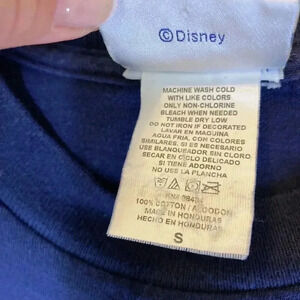 ©Disney
MACHINE WASH COLD
WITH LIKE COLORS
ONLY NON-CHLORINE
BLEACH WHEN NEEDED
TUMBLE DRY LOW
DO NOT IRON IF DECORATED
LAVAR EN MAQUINA
AGUA FRIA, CON COLORES
SIMILARES. SI ES NECESARIO
USE BLANQUEADOR SIN CLORO.
SECAR EN CICLO DELICADO
SI TIENE ADORNO
NO USE LA PLANCHA
100% COTTON / ALGODON
MADE IN HONDURAS
HECHO EN HONDURAS
S